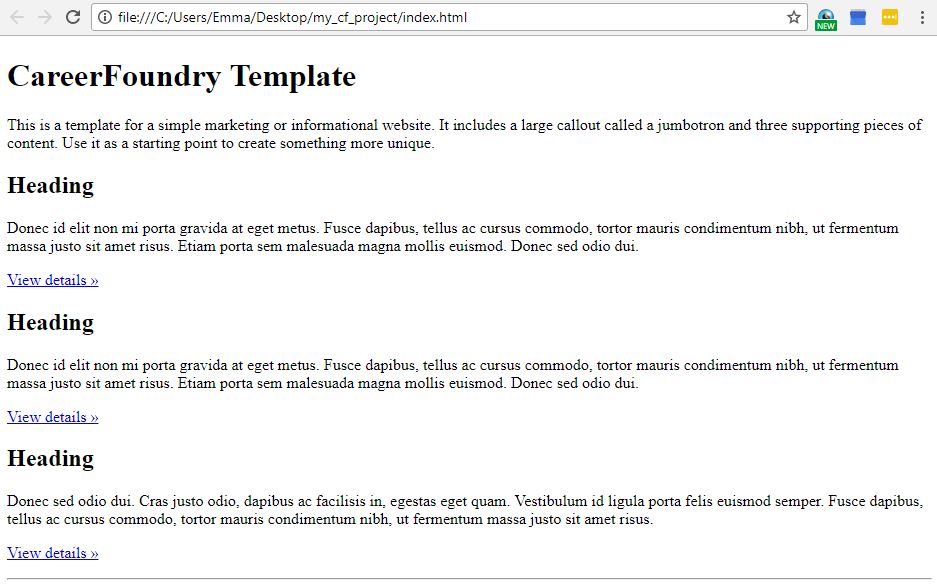 file:///C:/Users/Emma/Desktop/my_cf_project/index.html
NEW
CareerFoundry Template
This is a template for a simple marketing or informational website. It includes a large callout called a jumbotron and three supporting pieces of
content. Use it as a starting point to create something more unique.
Heading
Donec id elit non mi porta gravida at eget metus. Fusce dapibus, tellus ac cursus commodo, tortor mauris condimentum nibh, ut fermentum
massa justo sit amet risus. Etiam porta sem malesuada magna mollis euismod. Donec sed odio dui.
View details »
Heading
Donec id elit non mi porta gravida at eget metus. Fusce dapibus, tellus ac cursus commodo, tortor mauris condimentum nibh, ut fermentum
massa justo sit amet risus. Etiam porta sem malesuada magna mollis euismod. Donec sed odio dui.
View details »
Heading
Donec sed odio dui. Cras justo odio, dapibus ac facilisis in, egestas eget quam. Vestibulum id ligula porta felis euismod semper. Fusce dapibus,
tellus ac cursus commodo, tortor mauris condimentum nibh, ut fermentum massa justo sit amet risus.
View details »